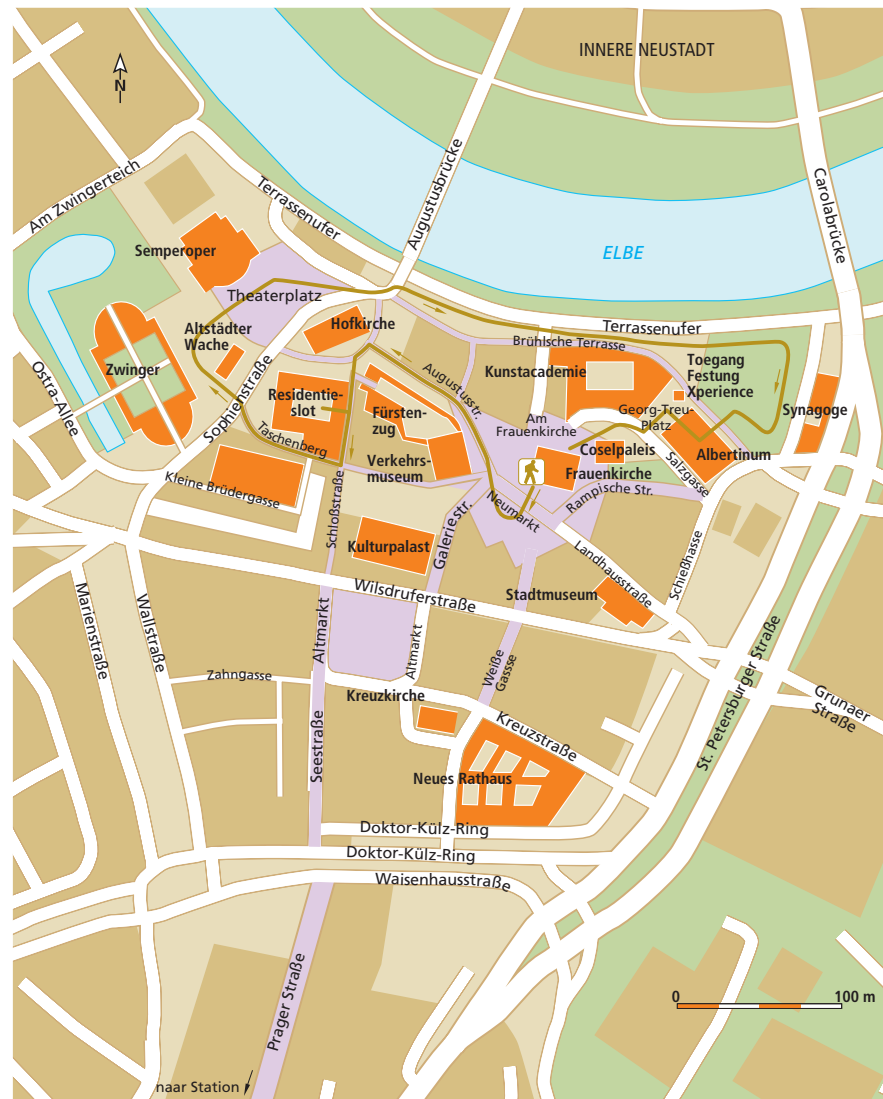 INNERE NEUSTADT
N
Am Zwingerteich
Terrassenufer
Augustusbrücke
Carolabrücke
Semperoper
ELBE
Theaterplatz
Terrassenufer
Hofkirche
Brühlsche Terrasse
Altstädter
Wache
Zwinger
Ostra-Allee
Sophienstraße
Augustusstr.
Kunstacademie
Toegang
Festung
Xperience
Residentie-
slot
Fürsten-
zug
Georg-Treu-
Platz
Synagoge
Am
Frauenkirche
Taschenberg
Verkehrs-
museum
Coselpaleis
Frauenkirche
Salzgasse
Albertinum
Kleine Brüdergasse
Schloßstraße
Neumarkt
Rampische Str.
Galeriestr.
Kulturpalast
Landhausstraße
Schießhasse
Wilsdruferstraße
Stadtmuseum
Marienstraße
Wallstraße
Altmarkt
Altmarkt
Weiße
Gassse
St. Petersburger Straße
Zahngasse
Kreuzkirche
Grunaer
Straße
Seestraße
Kreuzstraße
Neues Rathaus
Doktor-Külz-Ring
Doktor-Külz-Ring
Waisenhausstraße
Prager Straße
0
100 m
naar Station